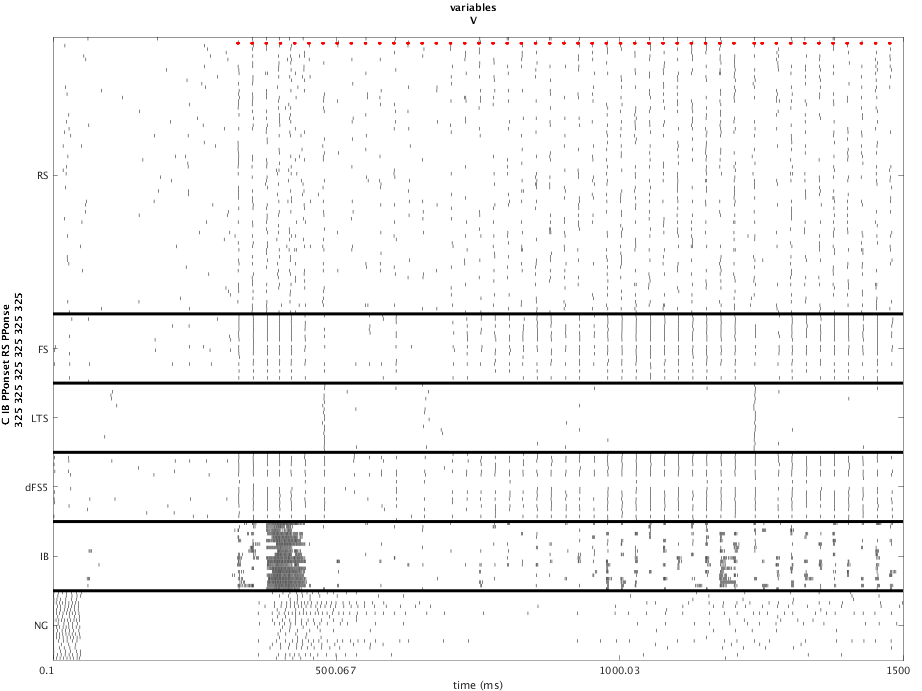 variables
V
C IB PPonset RS PPonse
325 325 325 325 325 325
RS
FS
LTS
dFS5
IB
NG
0.1 500.067 1000.03 1500
time (ms)